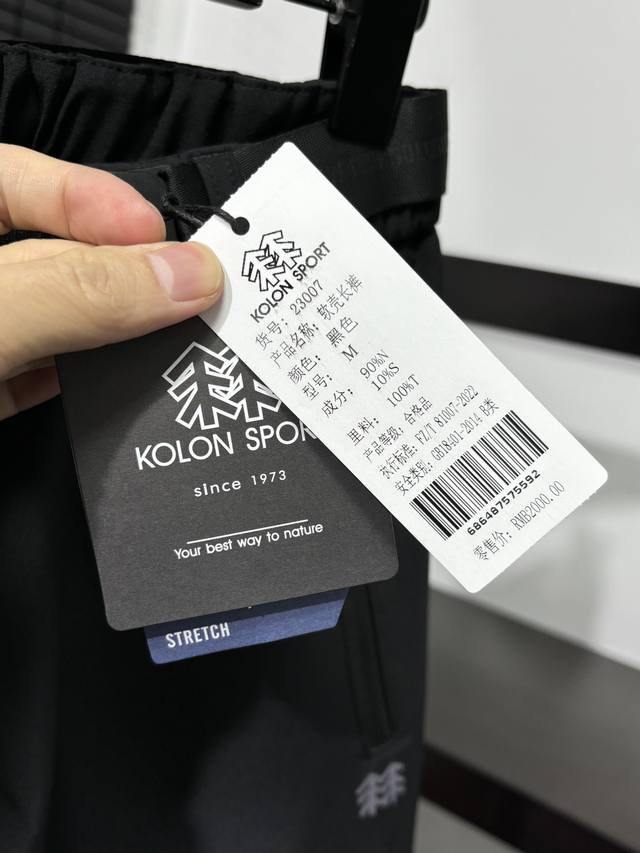 KOLON SPORT
货号: 23007
产品名称: 软壳长裤
颜色: 黑色
型号: M
成分: 90%N
10%S
里料: 100%T
产品等级: 合格品
执行标准: FZ/T 81007-2022
安全类别: GB18401-2014 B类
686487575592
零售价: RMB2000.00
KOLON SPORT
since 1973
Your best way to nature
STRETCH